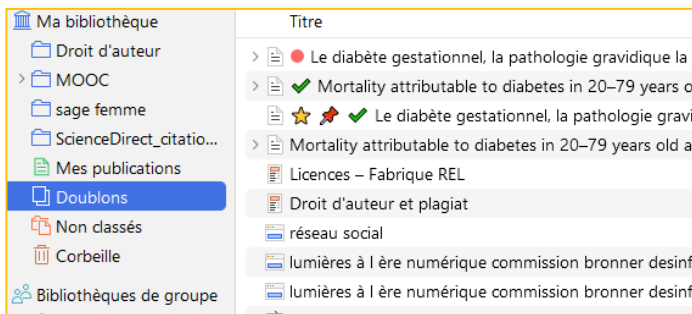 Ma bibliothèque
Droit d'auteur
MOOC
sage femme
ScienceDirect_citatio...
Mes publications
Doublons
Non classés
Corbeille
Bibliothèques de groupe
Titre
Le diabète gestationnel, la pathologie gravidique la
Mortality attributable to diabetes in 20–79 years o
Le diabète gestationnel, la pathologie gravi
Mortality attributable to diabetes in 20–79 years old a
Licences – Fabrique REL
Droit d'auteur et plagiat
réseau social
lumières à l ère numérique commission bronner desinf
lumières à l ère numérique commission bronner desinf